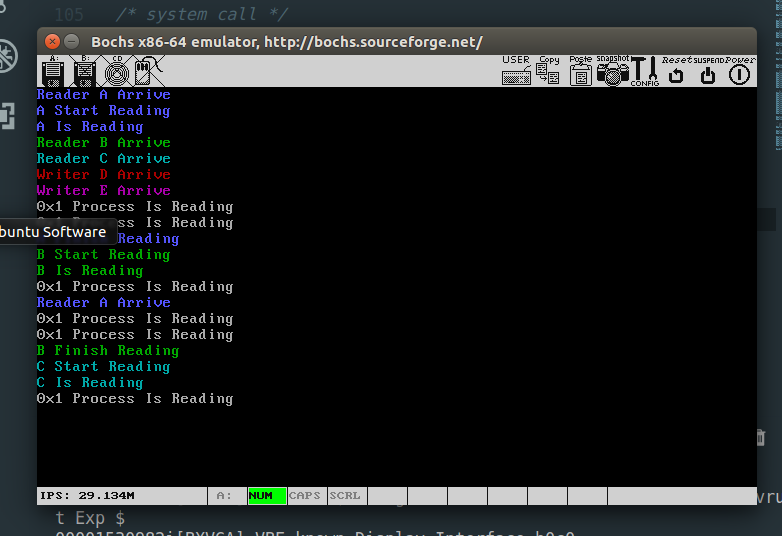 105 /* system call */
Bochs x86-64 emulator, http://bochs.sourceforge.net/
A: B: CD USER Copy Paste snapshot CONFIG Reset SUSPEND Power
Reader A Arrive
A Start Reading
A Is Reading
Reader B Arrive
Reader C Arrive
Writer D Arrive
Writer E Arrive
0x1 Process Is Reading
0x1 Process Is Reading
buntu Software
Reading
B Start Reading
B Is Reading
0x1 Process Is Reading
Reader A Arrive
0x1 Process Is Reading
0x1 Process Is Reading
B Finish Reading
C Start Reading
C Is Reading
0x1 Process Is Reading
IPS: 29.134M A: NUM CAPS SCRL
vru
t Exp $